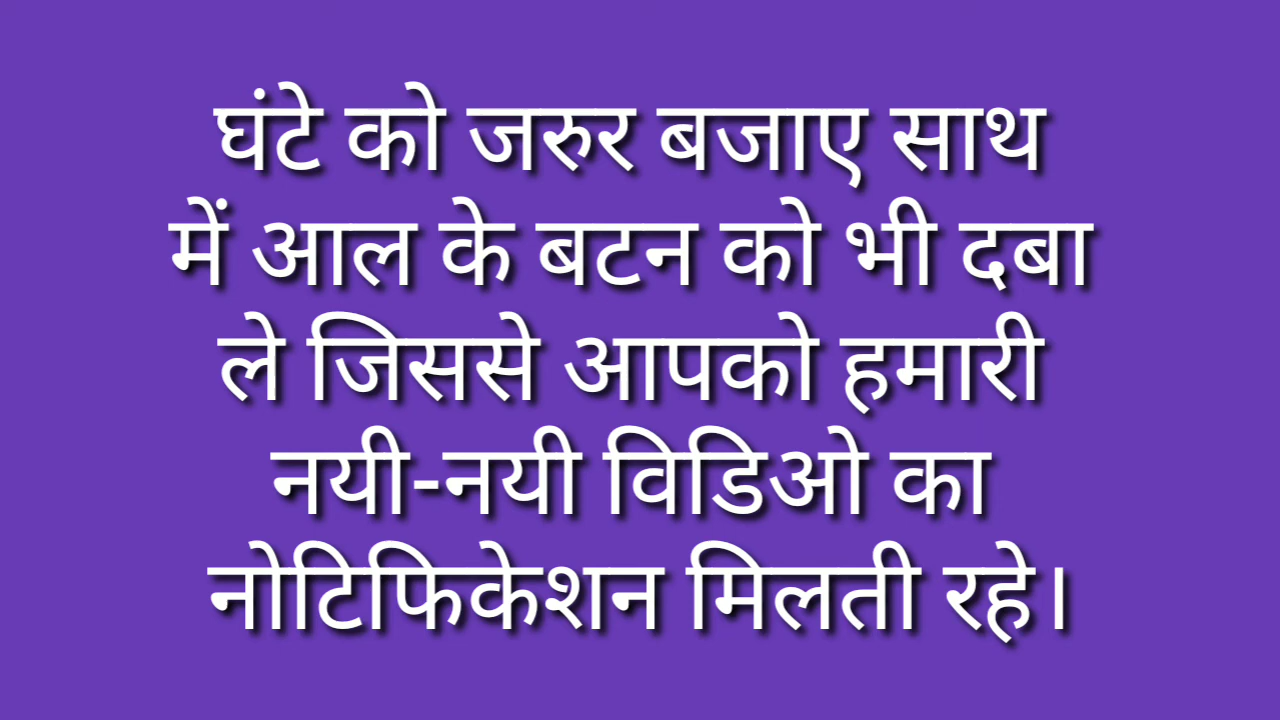 घंटे को जरुर बजाए साथ
में आल के बटन को भी दबा
ले जिससे आपको हमारी
नयी-नयी विडिओ का
नोटिफिकेशन मिलती रहे।